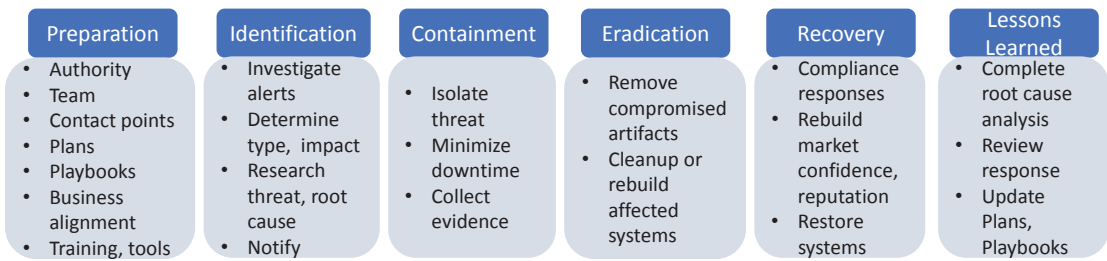 Preparation
• Authority
• Team
• Contact points
• Plans
• Playbooks
• Business
alignment
• Training, tools
Identification
• Investigate
alerts
• Determine
type, impact
• Research
threat, root
cause
• Notify
Containment
• Isolate
threat
• Minimize
downtime
• Collect
evidence
Eradication
• Remove
compromised
artifacts
• Cleanup or
rebuild
affected
systems
Recovery
• Compliance
responses
• Rebuild
market
confidence,
reputation
• Restore
systems
Lessons
Learned
• Complete
root cause
analysis
• Review
response
• Update
Plans,
Playbooks